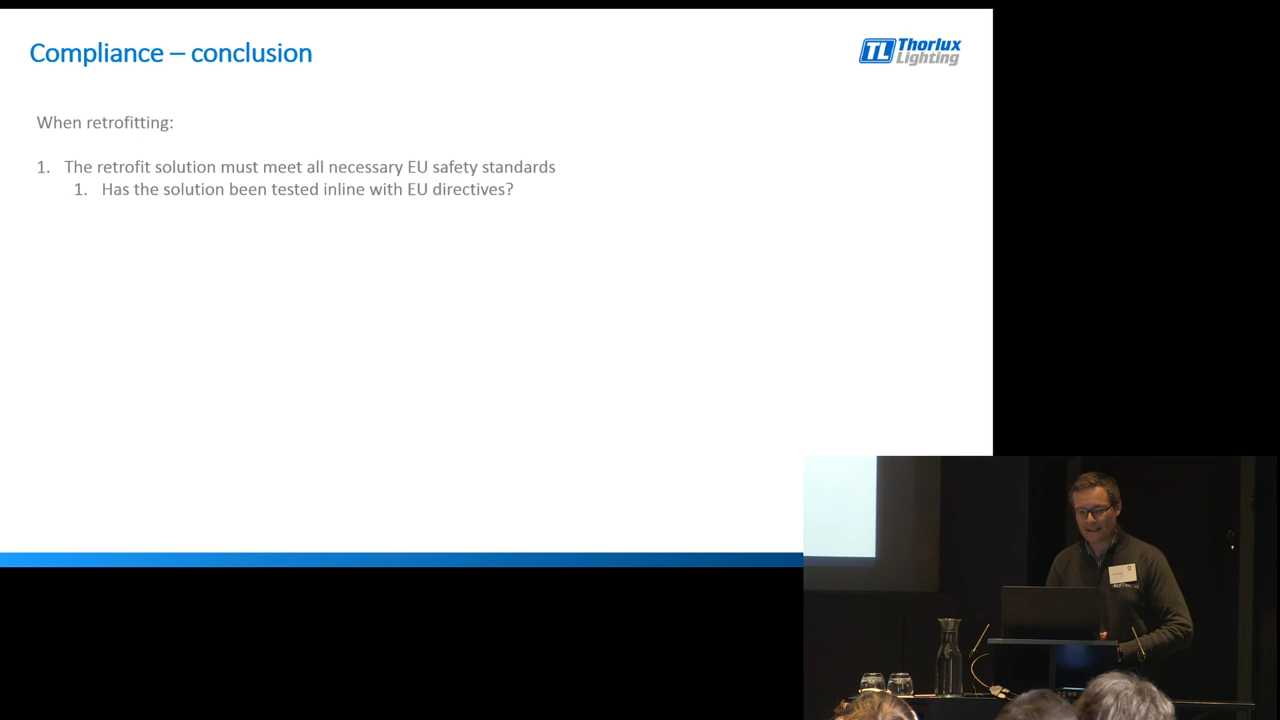 Compliance – conclusion
TL Thorlux
Lighting
When retrofitting:
1. The retrofit solution must meet all necessary EU safety standards
1. Has the solution been tested inline with EU directives?